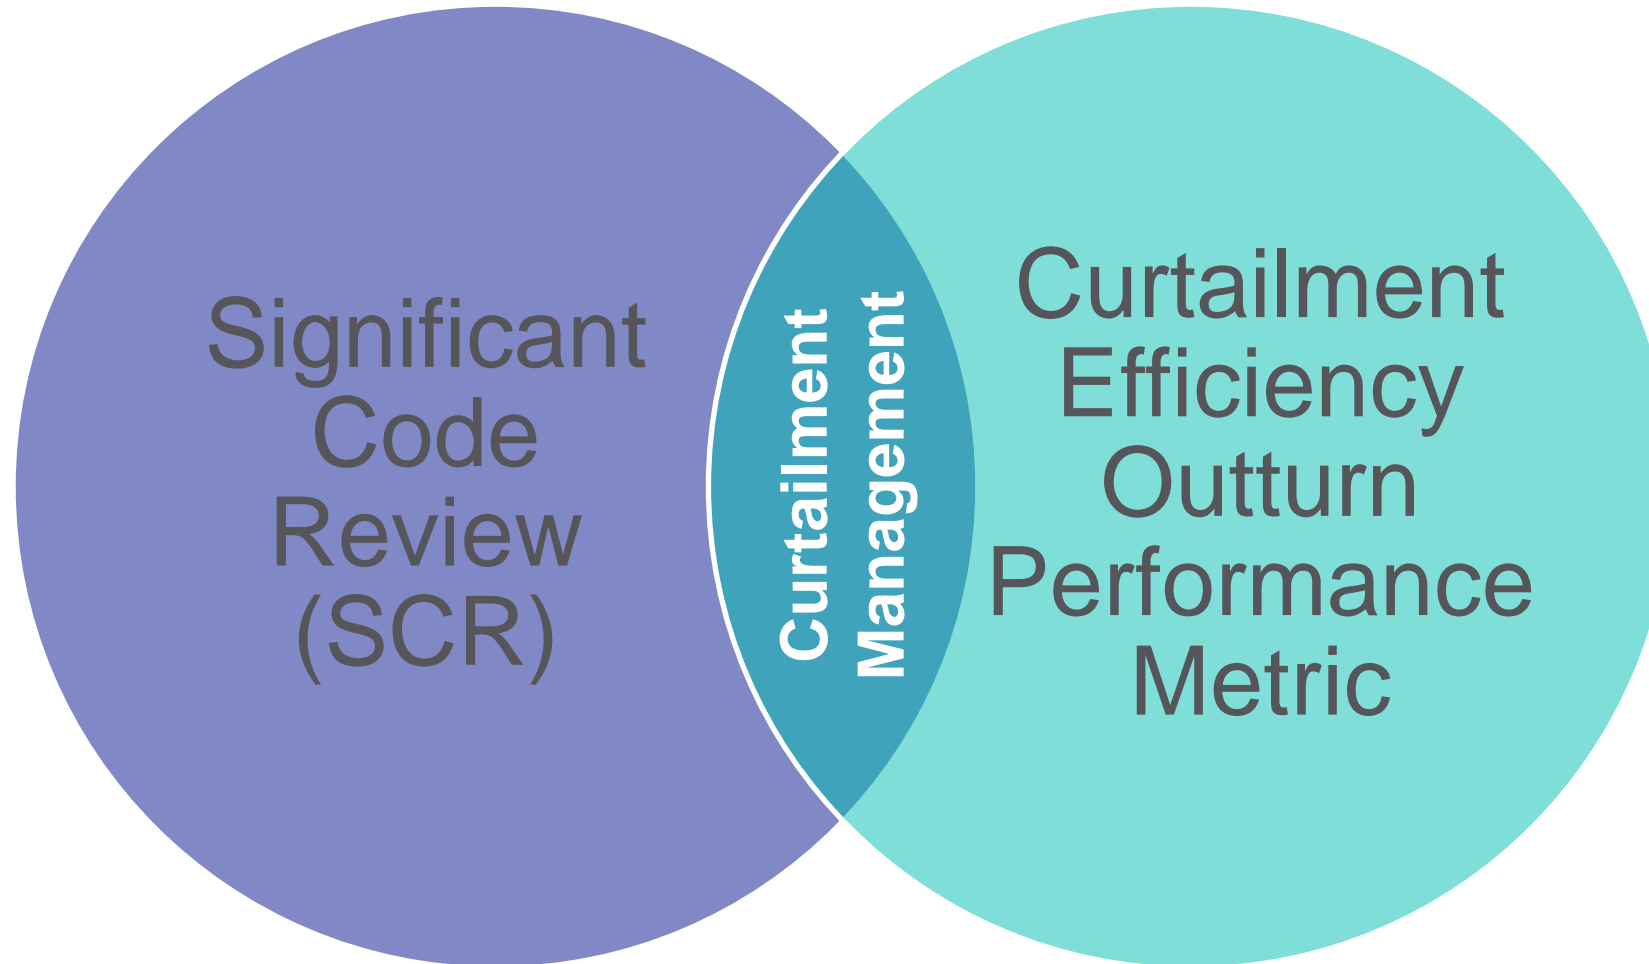 Significant
Code
Review
(SCR)
Curtailment
Management
Curtailment
Efficiency
Outturn
Performance
Metric